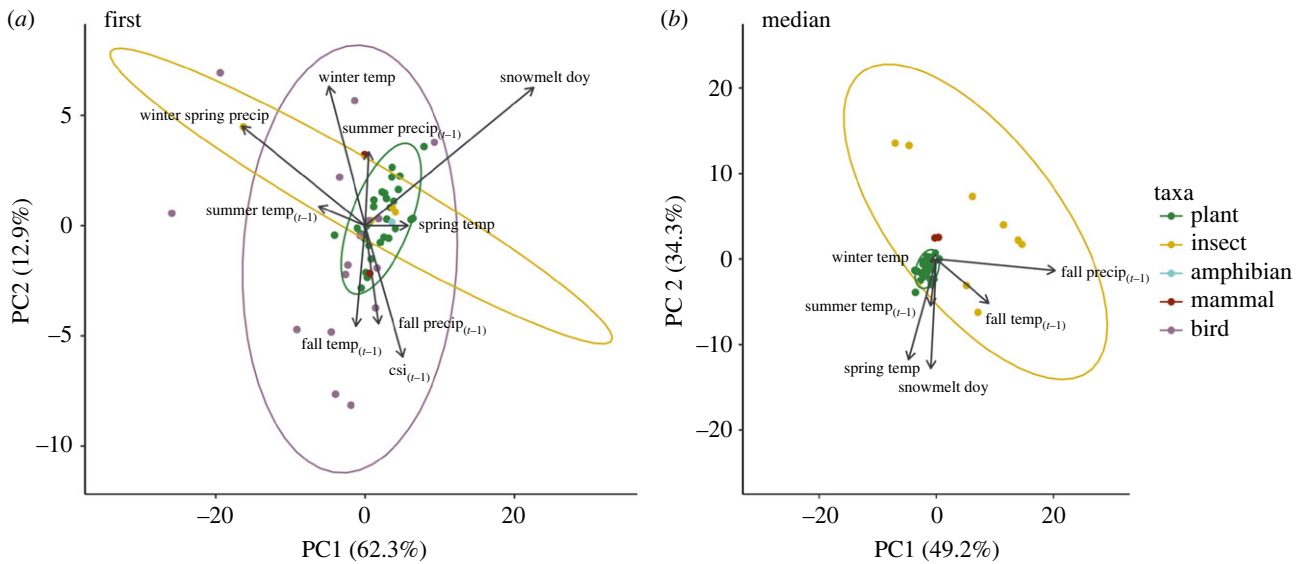 (a) first
winter temp
snowmelt doy
winter spring precip
summer precip(t–1)
summer temp(t–1)
spring temp
fall precip(t–1)
fall temp(t–1)
csi(t–1)
5
0
–5
–10
PC2 (12.9%)
–20 0 20
PC1 (62.3%)
(b) median
winter temp
fall precip(t–1)
summer temp(t–1)
fall temp(t–1)
spring temp
snowmelt doy
20
10
0
–10
–20
PC 2 (34.3%)
–20 0 20
PC1 (49.2%)
taxa
plant
insect
amphibian
mammal
bird